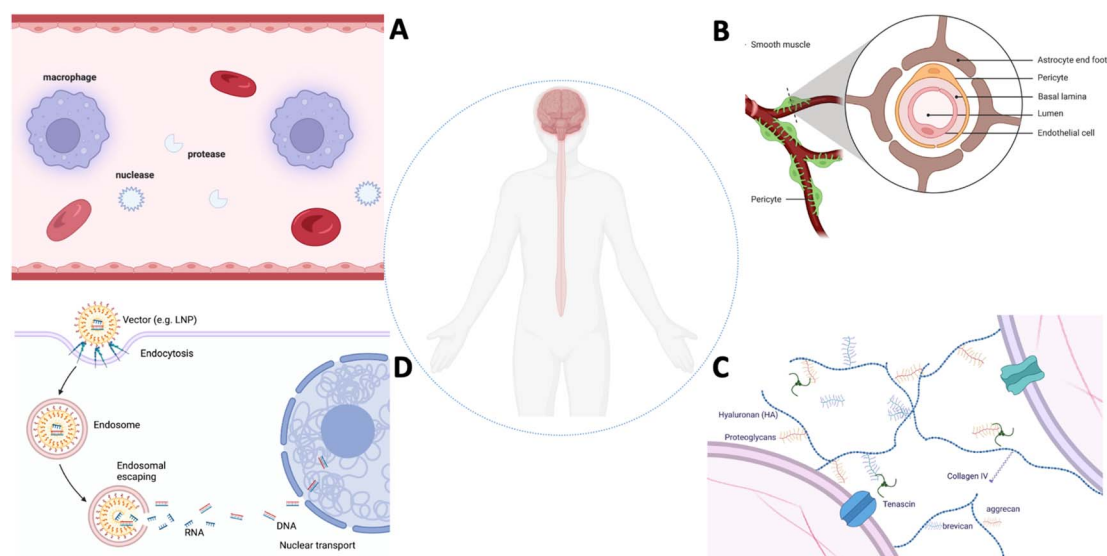 A
macrophage
protease
nuclease
B
· Smooth muscle
Astrocyte end foot
Pericyte
Basal lamina
Lumen
Endothelial cell
Pericyte
Vector (e.g. LNP)
Endocytosis
D
Endosome
Endosomal
escaping
RNA
DNA
Nuclear transport
C
Hyaluronan (HA)
Proteoglycans
Collagen IV
Tenascin
aggrecan
brevican